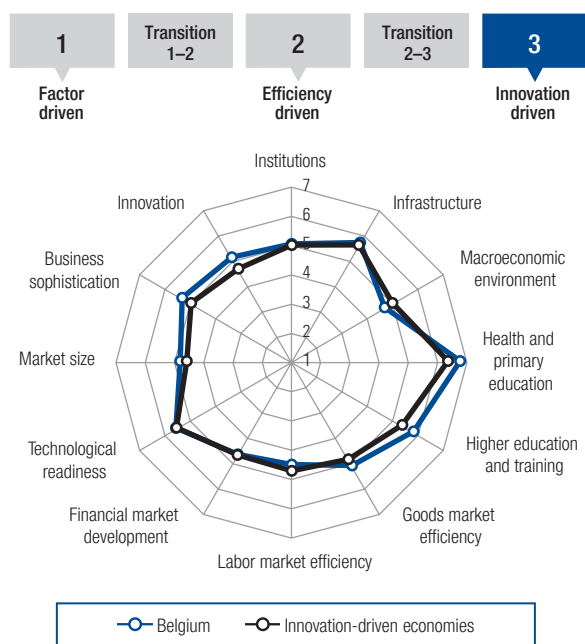 1
Transition
1–2
2
Transition
2–3
3
Factor
driven
Efficiency
driven
Innovation
driven
Institutions
Infrastructure
Macroeconomic
environment
Health and
primary
education
Higher education
and training
Goods market
efficiency
Labor market efficiency
Financial market
development
Technological
readiness
Market size
Business
sophistication
Innovation
7
6
5
4
3
2
1
Belgium
Innovation-driven economies